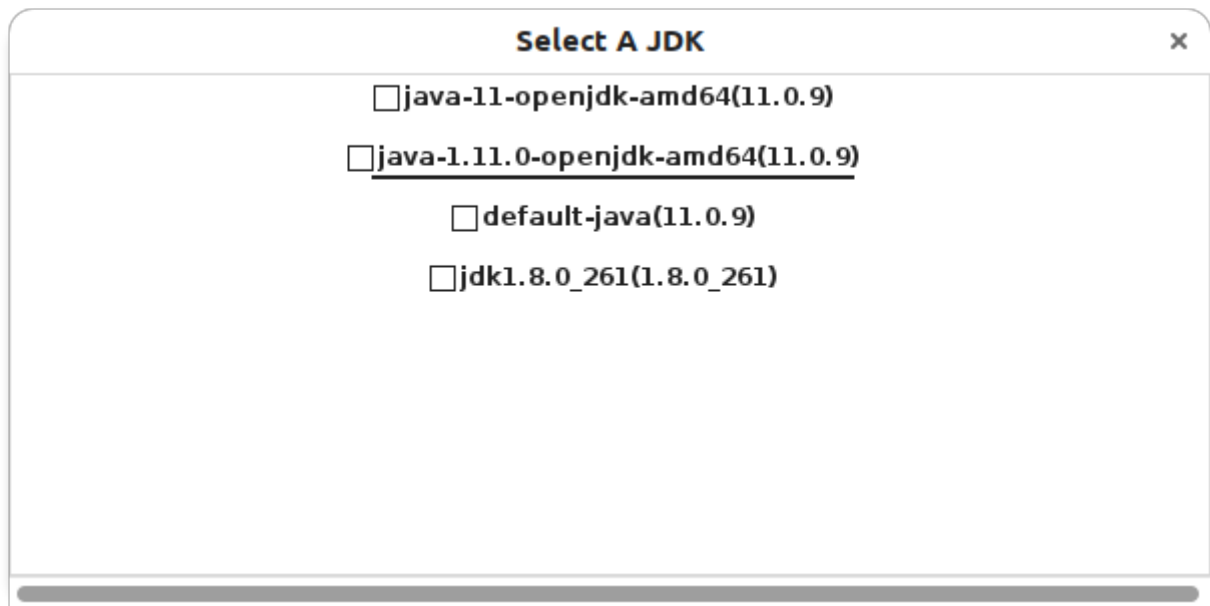 Select A JDK
java-11-openjdk-amd64(11.0.9)
java-1.11.0-openjdk-amd64(11.0.9)
default-java(11.0.9)
jdk1.8.0_261(1.8.0_261)